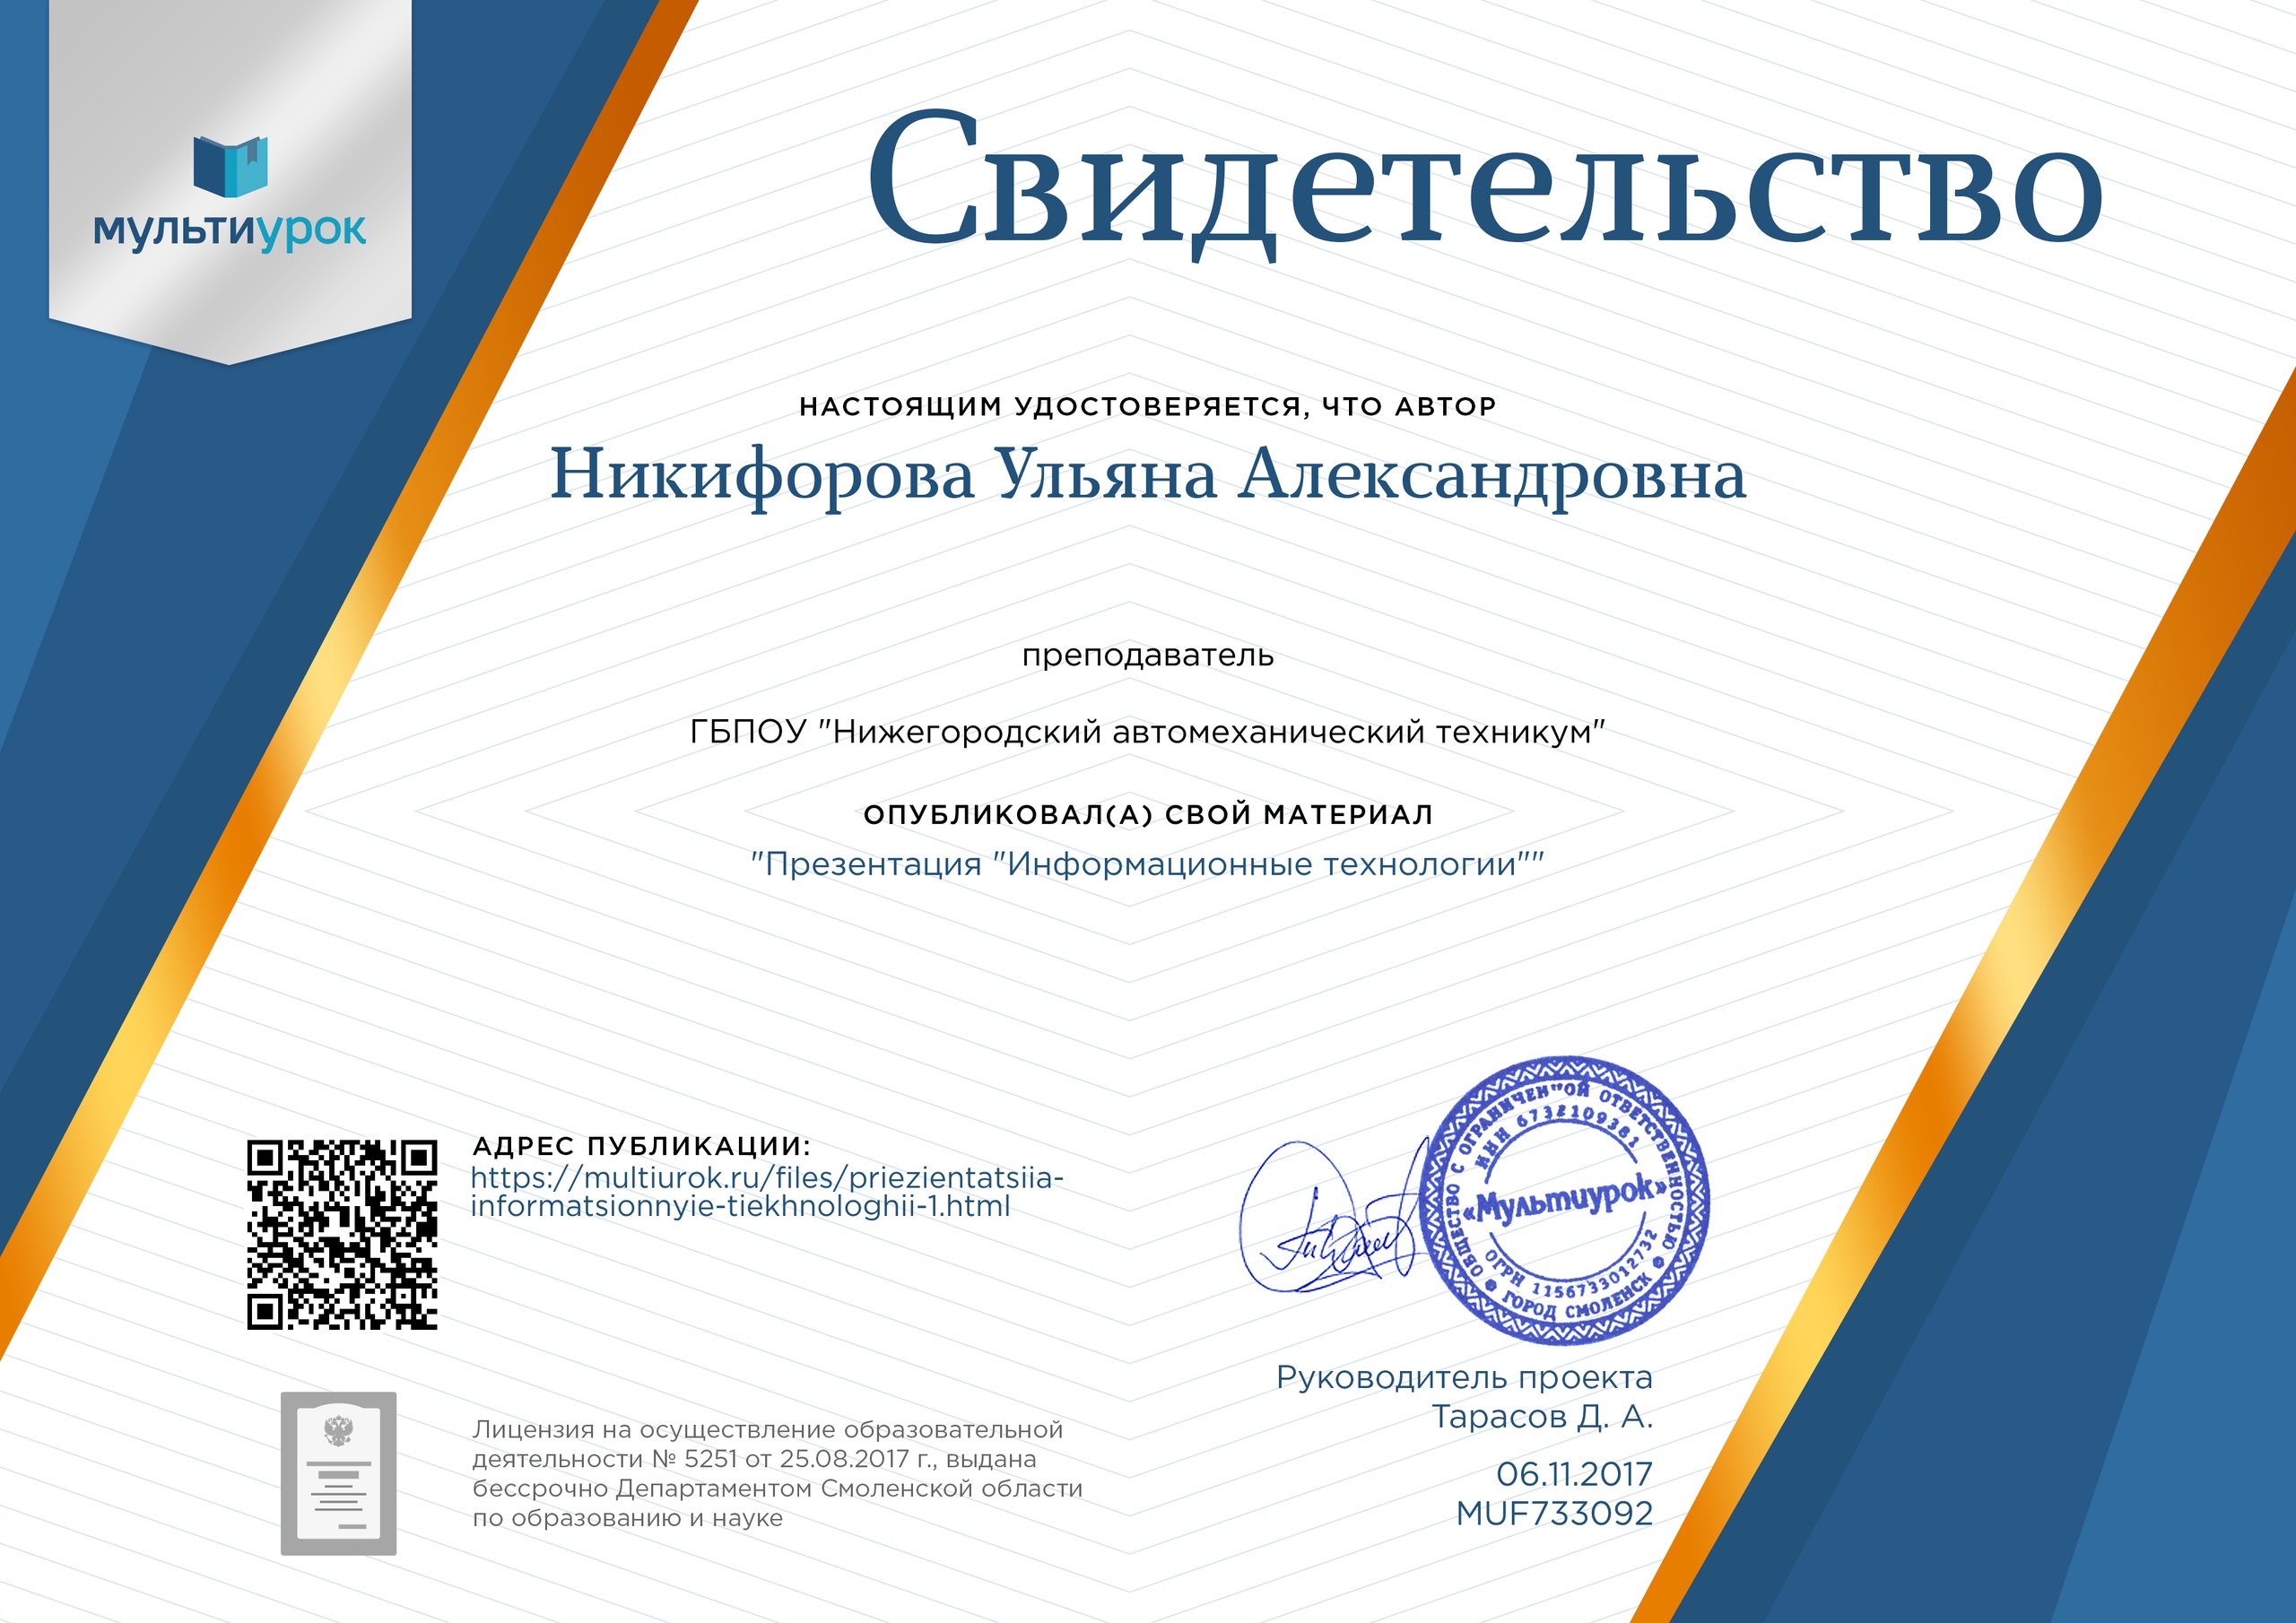 мультиурок
Свидетельство
НАСТОЯЩИМ УДОСТОВЕРЯЕТСЯ, ЧТО АВТОР
Никифорова Ульяна Александровна
преподаватель
ГБПОУ "Нижегородский автомеханический техникум"
ОПУБЛИКОВАЛ(А) СВОЙ МАТЕРИАЛ
"Презентация "Информационные технологии""
АДРЕС ПУБЛИКАЦИИ:
https://multiurok.ru/files/priezientatsiia-
informatsionnyie-tiekhnologhii-1.html
ОБЩЕСТВО С ОГРАНИЧЕННОЙ ОТВЕТСТВЕННОСТЬЮ
ИНН 6732109381
«Мультиурок»
ОГРН 1156733012732
ГОРОД СМОЛЕНСК
Руководитель проекта
Тарасов Д. А.
06.11.2017
MUF733092
Лицензия на осуществление образовательной
деятельности № 5251 от 25.08.2017 г., выдана
бессрочно Департаментом Смоленской области
по образованию и науке